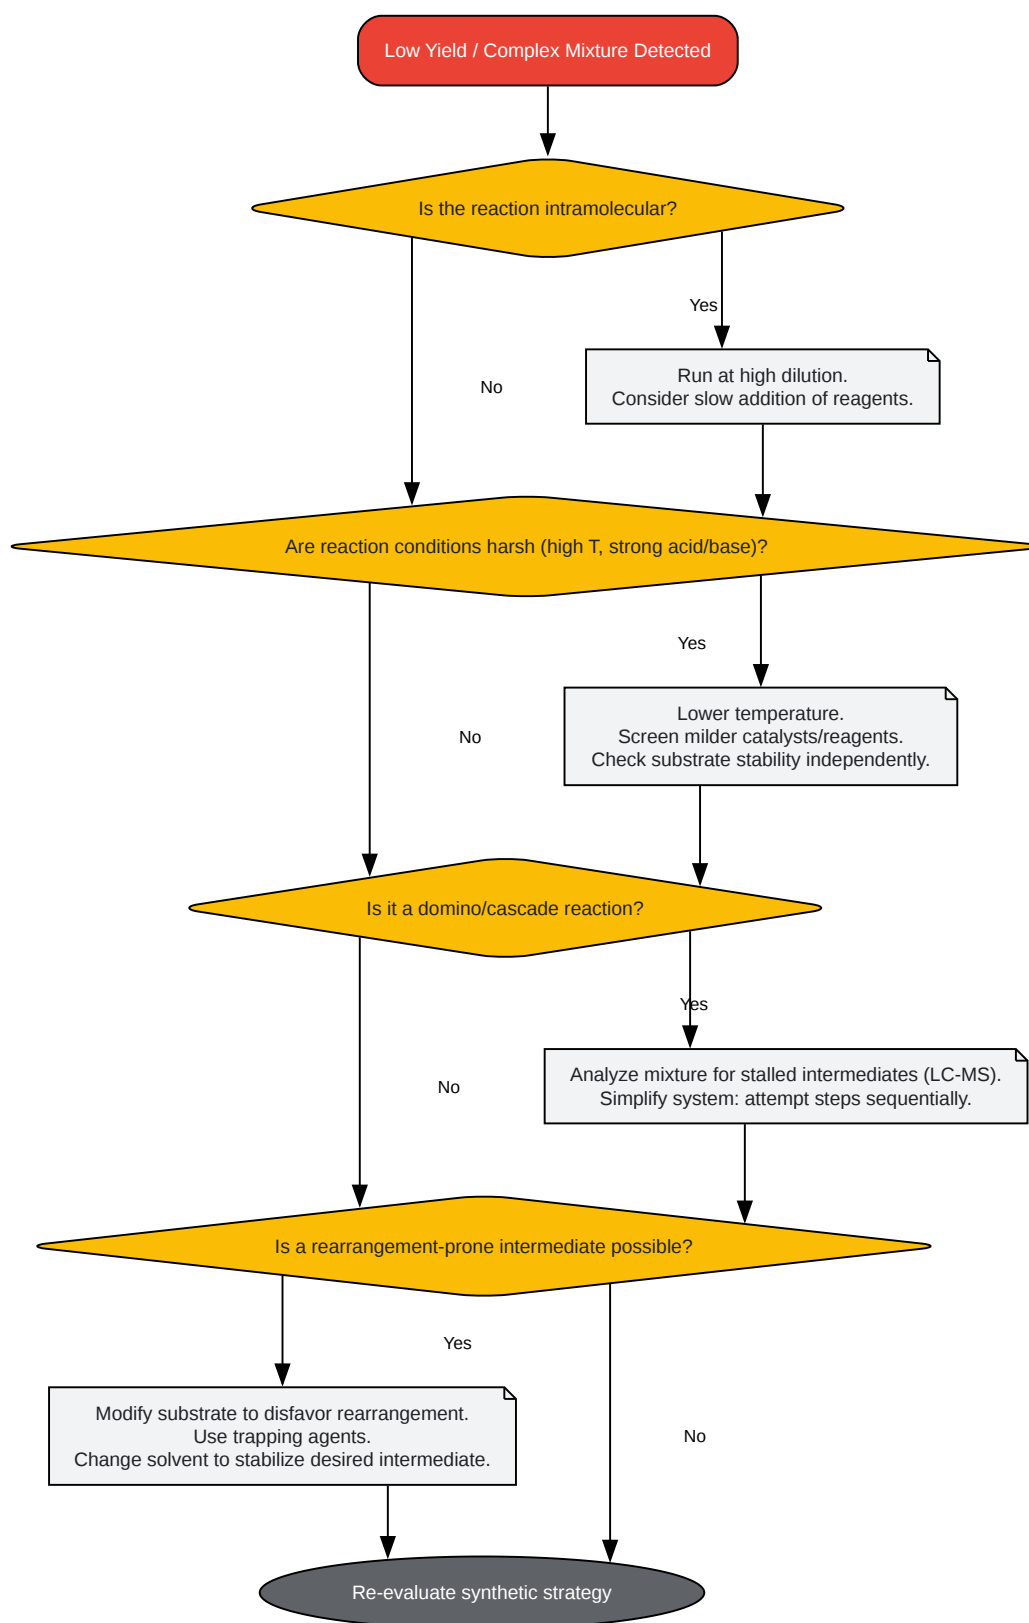 Low Yield / Complex Mixture Detected
Is the reaction intramolecular?
Yes
Run at high dilution.
Consider slow addition of reagents.
No
Are reaction conditions harsh (high T, strong acid/base)?
Yes
Lower temperature.
Screen milder catalysts/reagents.
Check substrate stability independently.
No
Is it a domino/cascade reaction?
Yes
Analyze mixture for stalled intermediates (LC-MS).
Simplify system: attempt steps sequentially.
No
Is a rearrangement-prone intermediate possible?
Yes
Modify substrate to disfavor rearrangement.
Use trapping agents.
Change solvent to stabilize desired intermediate.
No
Re-evaluate synthetic strategy